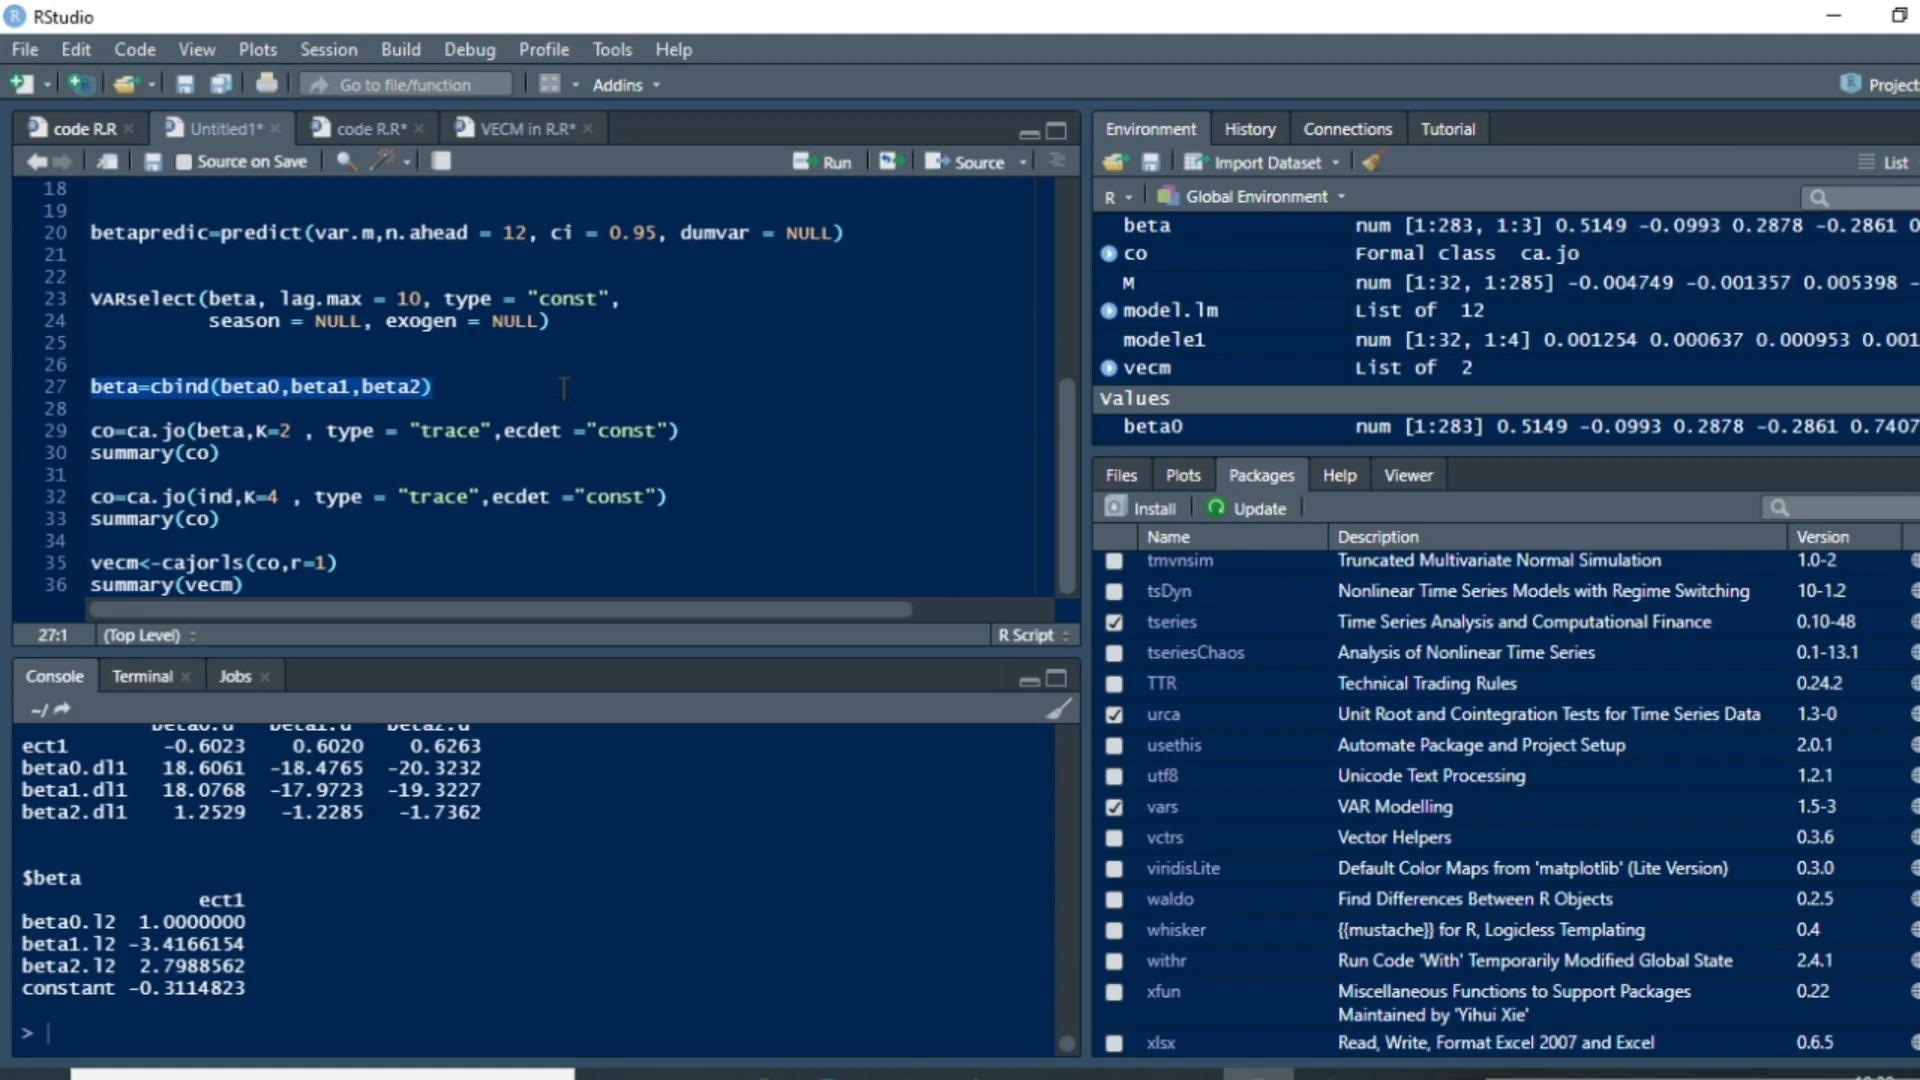 RStudio
File Edit Code View Plots Session Build Debug Profile Tools Help
Go to file/function Addins
Project
code R.R Untitled1* code R.R* VECM in R.R*
Source on Save Run Source
18
19
20 betapredic=predict(var.m,n.ahead = 12, ci = 0.95, dumvar = NULL)
21
22
23 VARselect(beta, lag.max = 10, type = "const",
24 season = NULL, exogen = NULL)
25
26
27 beta=cbind(beta0,beta1,beta2)
28
29 co=ca.jo(beta,K=2 , type = "trace",ecdet ="const")
30 summary(co)
31
32 co=ca.jo(ind,K=4 , type = "trace",ecdet ="const")
33 summary(co)
34
35 vecm<-cajorls(co,r=1)
36 summary(vecm)
27:1 (Top Level) R Script
Console Terminal Jobs
~/
beta0.d beta1.d beta2.d
ect1 -0.6023 0.6020 0.6263
beta0.dl1 18.6061 -18.4765 -20.3232
beta1.dl1 18.0768 -17.9723 -19.3227
beta2.dl1 1.2529 -1.2285 -1.7362
$beta
ect1
beta0.l2 1.0000000
beta1.l2 -3.4166154
beta2.l2 2.7988562
constant -0.3114823
>
Environment History Connections Tutorial
Import Dataset List
R Global Environment
beta num [1:283, 1:3] 0.5149 -0.0993 0.2878 -0.2861 0
co Formal class ca.jo
M num [1:32, 1:285] -0.004749 -0.001357 0.005398 -
model.lm List of 12
modele1 num [1:32, 1:4] 0.001254 0.000637 0.000953 0.001
vecm List of 2
Values
beta0 num [1:283] 0.5149 -0.0993 0.2878 -0.2861 0.7407
Files Plots Packages Help Viewer
Install Update
Name Description Version
tmvnsim Truncated Multivariate Normal Simulation 1.0-2
tsDyn Nonlinear Time Series Models with Regime Switching 10-1.2
tseries Time Series Analysis and Computational Finance 0.10-48
tseriesChaos Analysis of Nonlinear Time Series 0.1-13.1
TTR Technical Trading Rules 0.24.2
urca Unit Root and Cointegration Tests for Time Series Data 1.3-0
usethis Automate Package and Project Setup 2.0.1
utf8 Unicode Text Processing 1.2.1
vars VAR Modelling 1.5-3
vctrs Vector Helpers 0.3.6
viridisLite Default Color Maps from 'matplotlib' (Lite Version) 0.3.0
waldo Find Differences Between R Objects 0.2.5
whisker {{mustache}} for R, Logicless Templating 0.4
withr Run Code 'With' Temporarily Modified Global State 2.4.1
xfun Miscellaneous Functions to Support Packages 0.22
Maintained by 'Yihui Xie'
xlsx Read, Write, Format Excel 2007 and Excel 0.6.5